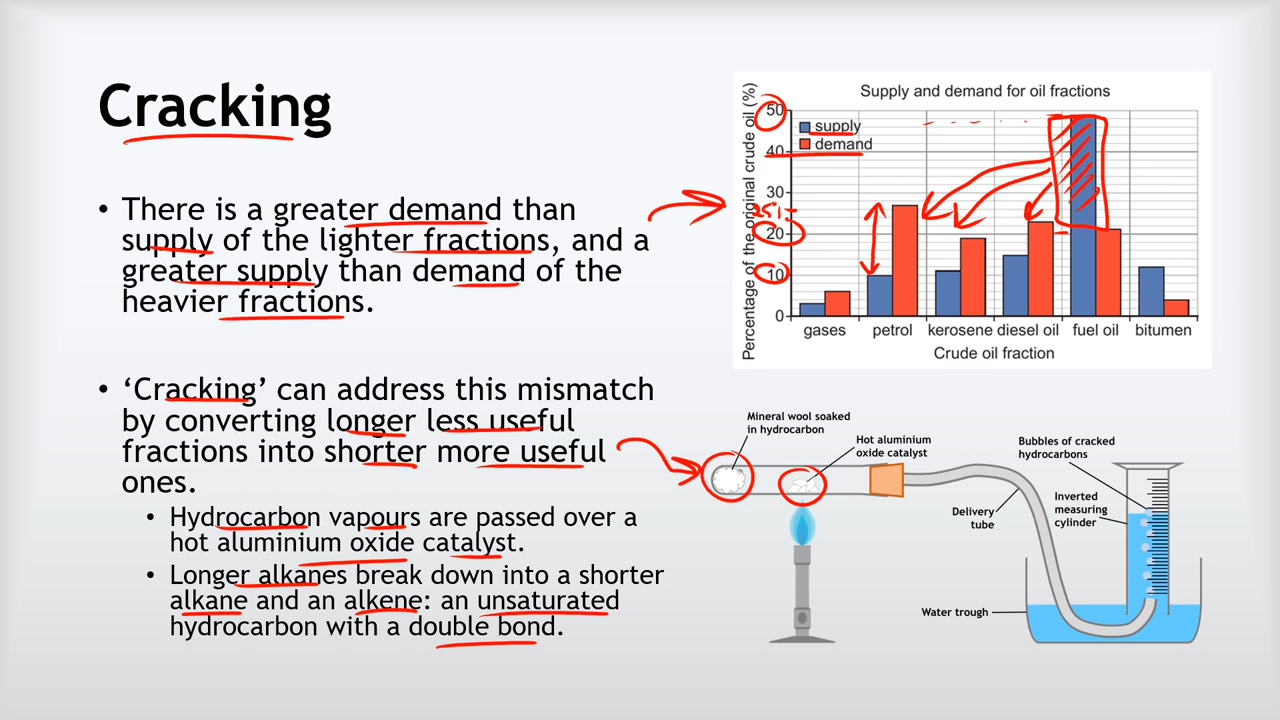 Cracking
• There is a greater demand than
supply of the lighter fractions, and a
greater supply than demand of the
heavier fractions.
• ‘Cracking’ can address this mismatch
by converting longer less useful
fractions into shorter more useful
ones.
• Hydrocarbon vapours are passed over a
hot aluminium oxide catalyst.
• Longer alkanes break down into a shorter
alkane and an alkene: an unsaturated
hydrocarbon with a double bond.
Supply and demand for oil fractions
Percentage of the original crude oil (%)
50
40
30
20
10
0
supply
demand
gases petrol kerosene diesel oil fuel oil bitumen
Crude oil fraction
Mineral wool soaked
in hydrocarbon
Hot aluminium
oxide catalyst
Bubbles of cracked
hydrocarbons
Inverted
measuring
cylinder
Delivery
tube
Water trough